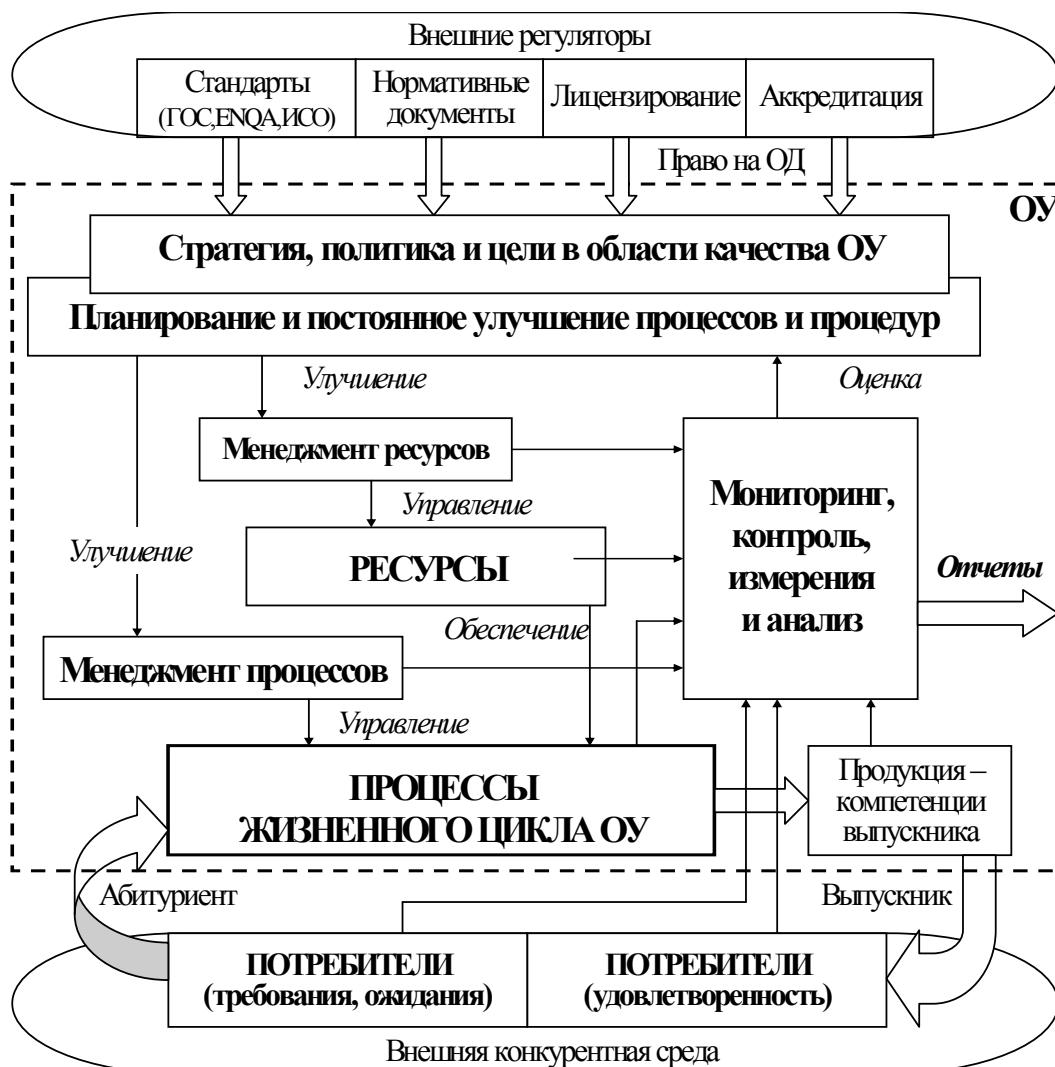 Внешние регуляторы
Стандарты
(ГОС,ENQA,ИСО)
Нормативные
документы
Лицензирование
Аккредитация
Право на ОД
ОУ
Стратегия, политика и цели в области качества ОУ
Планирование и постоянное улучшение процессов и процедур
Улучшение
Оценка
Менеджмент ресурсов
Управление
Улучшение
РЕСУРСЫ
Мониторинг,
контроль,
измерения
и анализ
Отчеты
Обеспечение
Менеджмент процессов
Управление
ПРОЦЕССЫ
ЖИЗНЕННОГО ЦИКЛА ОУ
Продукция –
компетенции
выпускника
Абитуриент
Выпускник
ПОТРЕБИТЕЛИ
(требования, ожидания)
ПОТРЕБИТЕЛИ
(удовлетворенность)
Внешняя конкурентная среда